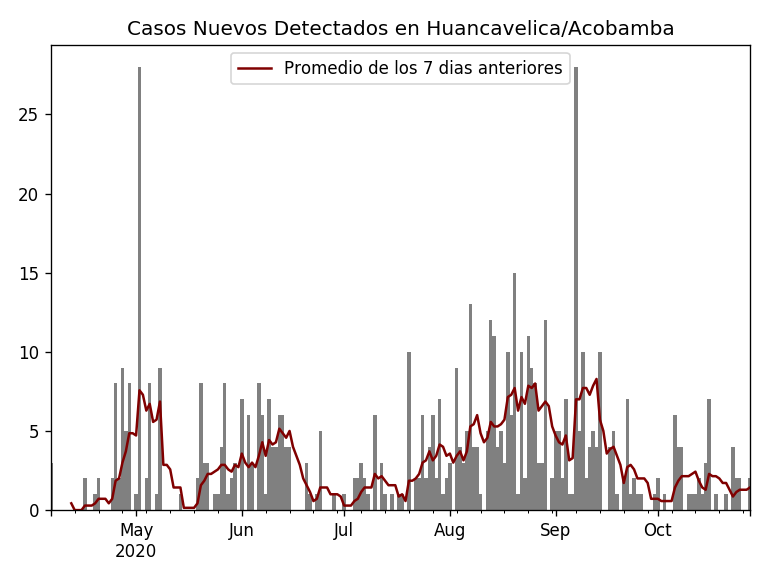 Casos Nuevos Detectados en Huancavelica/Acobamba
Promedio de los 7 dias anteriores
25
20
15
10
5
0
May Jun Jul Aug Sep Oct
2020